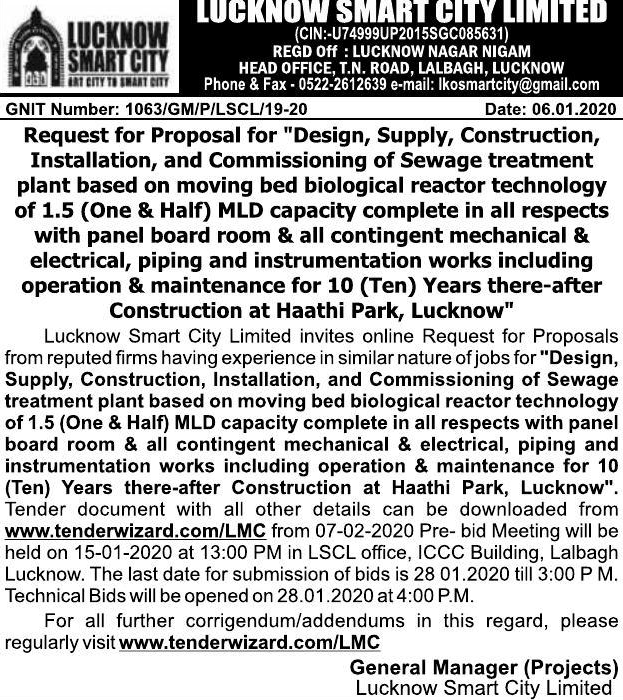 LUCKNOW
SMART CITY
ART CITY TO SMART CITY
LUCKNOW SMART CITY LIMITED
(CIN:-U74999UP2015SGC085631)
REGD Off : LUCKNOW NAGAR NIGAM
HEAD OFFICE, T.N. ROAD, LALBAGH, LUCKNOW
Phone & Fax - 0522-2612639 e-mail: lkosmartcity@gmail.com
GNIT Number: 1063/GM/P/LSCL/19-20 Date: 06.01.2020
Request for Proposal for "Design, Supply, Construction,
Installation, and Commissioning of Sewage treatment
plant based on moving bed biological reactor technology
of 1.5 (One & Half) MLD capacity complete in all respects
with panel board room & all contingent mechanical &
electrical, piping and instrumentation works including
operation & maintenance for 10 (Ten) Years there-after
Construction at Haathi Park, Lucknow"
Lucknow Smart City Limited invites online Request for Proposals
from reputed firms having experience in similar nature of jobs for "Design,
Supply, Construction, Installation, and Commissioning of Sewage
treatment plant based on moving bed biological reactor technology
of 1.5 (One & Half) MLD capacity complete in all respects with panel
board room & all contingent mechanical & electrical, piping and
instrumentation works including operation & maintenance for 10
(Ten) Years there-after Construction at Haathi Park, Lucknow".
Tender document with all other details can be downloaded from
www.tenderwizard.com/LMC from 07-02-2020 Pre- bid Meeting will be
held on 15-01-2020 at 13:00 PM in LSCL office, ICCC Building, Lalbagh
Lucknow. The last date for submission of bids is 28 01.2020 till 3:00 P M.
Technical Bids will be opened on 28.01.2020 at 4:00 P.M.
For all further corrigendum/addendums in this regard, please
regularly visit www.tenderwizard.com/LMC
General Manager (Projects)
Lucknow Smart City Limited